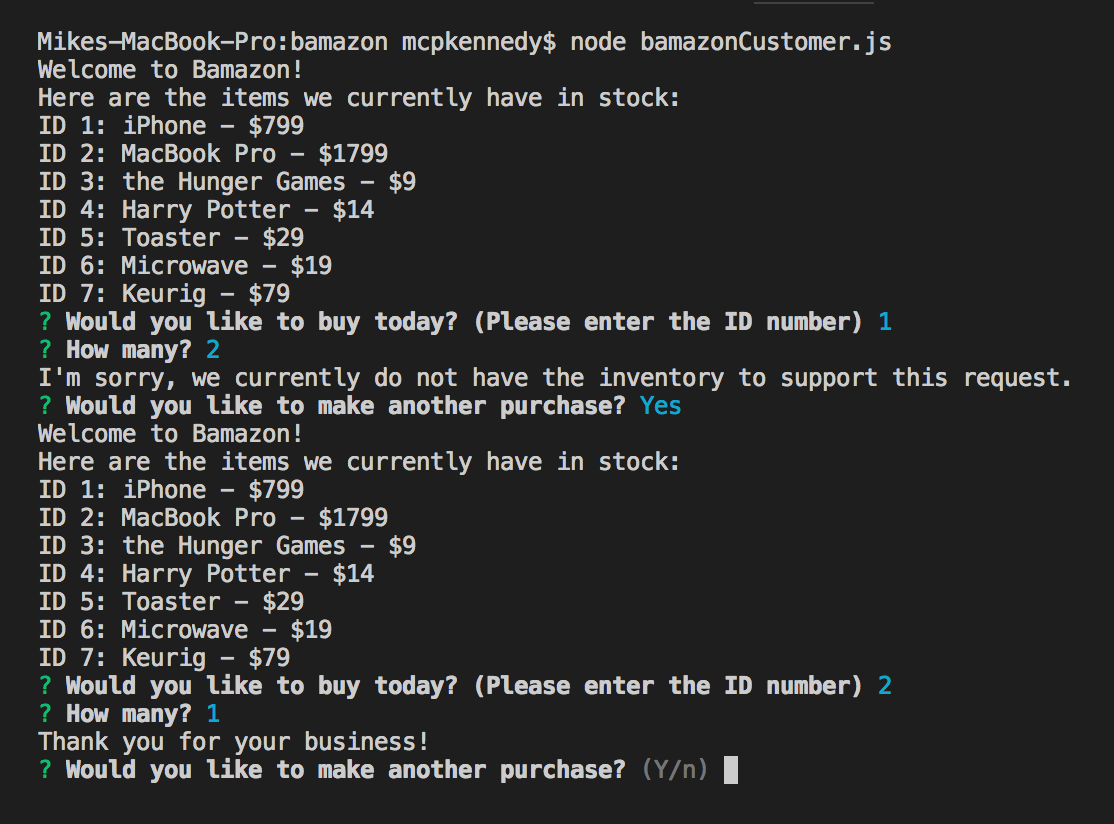 Mikes-MacBook-Pro:bamazon mcpkennedy$ node bamazonCustomer.js
Welcome to Bamazon!
Here are the items we currently have in stock:
ID 1: iPhone - $799
ID 2: MacBook Pro - $1799
ID 3: the Hunger Games - $9
ID 4: Harry Potter - $14
ID 5: Toaster - $29
ID 6: Microwave - $19
ID 7: Keurig - $79
? Would you like to buy today? (Please enter the ID number) 1
? How many? 2
I'm sorry, we currently do not have the inventory to support this request.
? Would you like to make another purchase? Yes
Welcome to Bamazon!
Here are the items we currently have in stock:
ID 1: iPhone - $799
ID 2: MacBook Pro - $1799
ID 3: the Hunger Games - $9
ID 4: Harry Potter - $14
ID 5: Toaster - $29
ID 6: Microwave - $19
ID 7: Keurig - $79
? Would you like to buy today? (Please enter the ID number) 2
? How many? 1
Thank you for your business!
? Would you like to make another purchase? (Y/n)